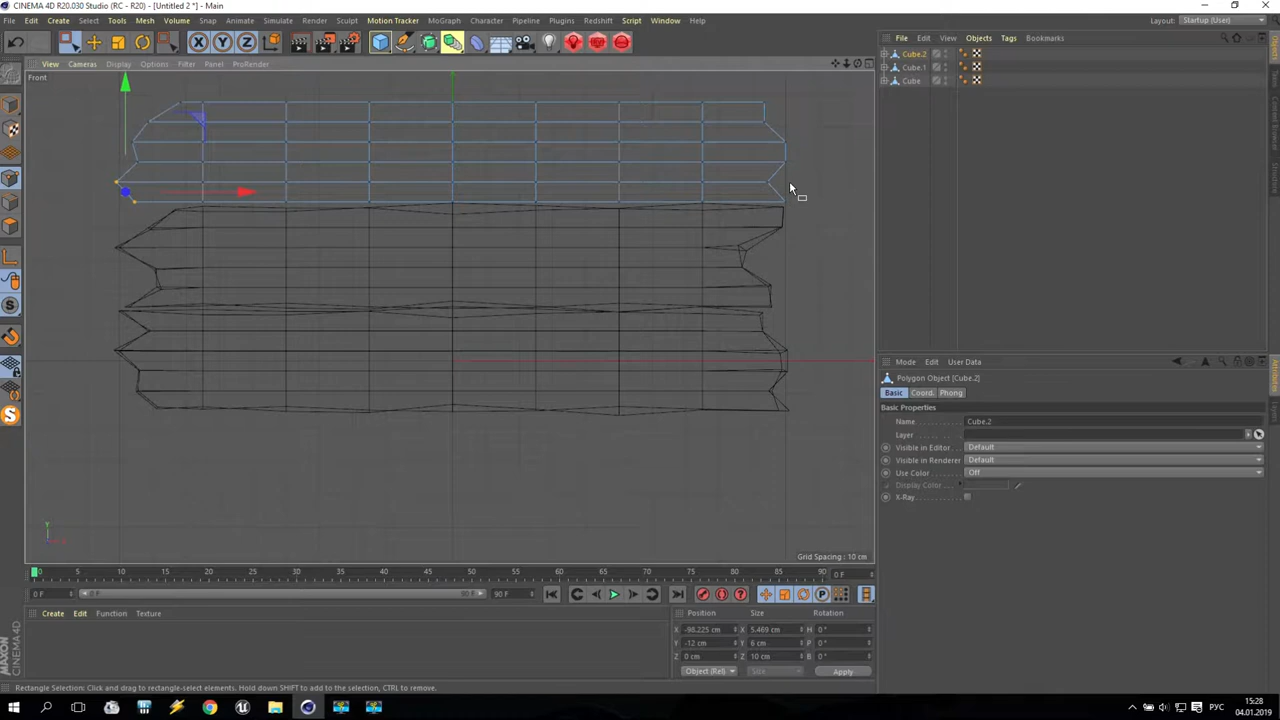 CINEMA 4D R20.030 Studio (RC - R20) - [Untitled 2 *] - Main
File Edit Create Select Tools Mesh Volume Snap Animate Simulate Render Sculpt Motion Tracker MoGraph Character Pipeline Plugins Redshift Script Window Help
Layout: Startup (User)
File Edit View Objects Tags Bookmarks
View Cameras Display Options Filter Panel ProRender
Front
Cube.2
Cube.1
Cube
Y
Grid Spacing : 10 cm
Mode Edit User Data
Polygon Object [Cube.2]
Basic Coord. Phong
Basic Properties
Name Cube.2
Layer
Visible in Editor Default
Visible in Renderer Default
Use Color Off
Display Color
X-Ray
0 5 10 15 20 25 30 35 40 45 50 55 60 65 70 75 80 85 90 0 F
0 F 0 F 90 F 90 F
Create Edit Function Texture
Position Size Rotation
X -98.225 cm X 5.469 cm H 0 °
Y -12 cm Y 6 cm P 0 °
Z 0 cm Z 10 cm B 0 °
Object (Rel) Size Apply
MAXON CINEMA 4D
Rectangle Selection: Click and drag to rectangle-select elements. Hold down SHIFT to add to the selection, CTRL to remove.
РУС
15:28
04.01.2019